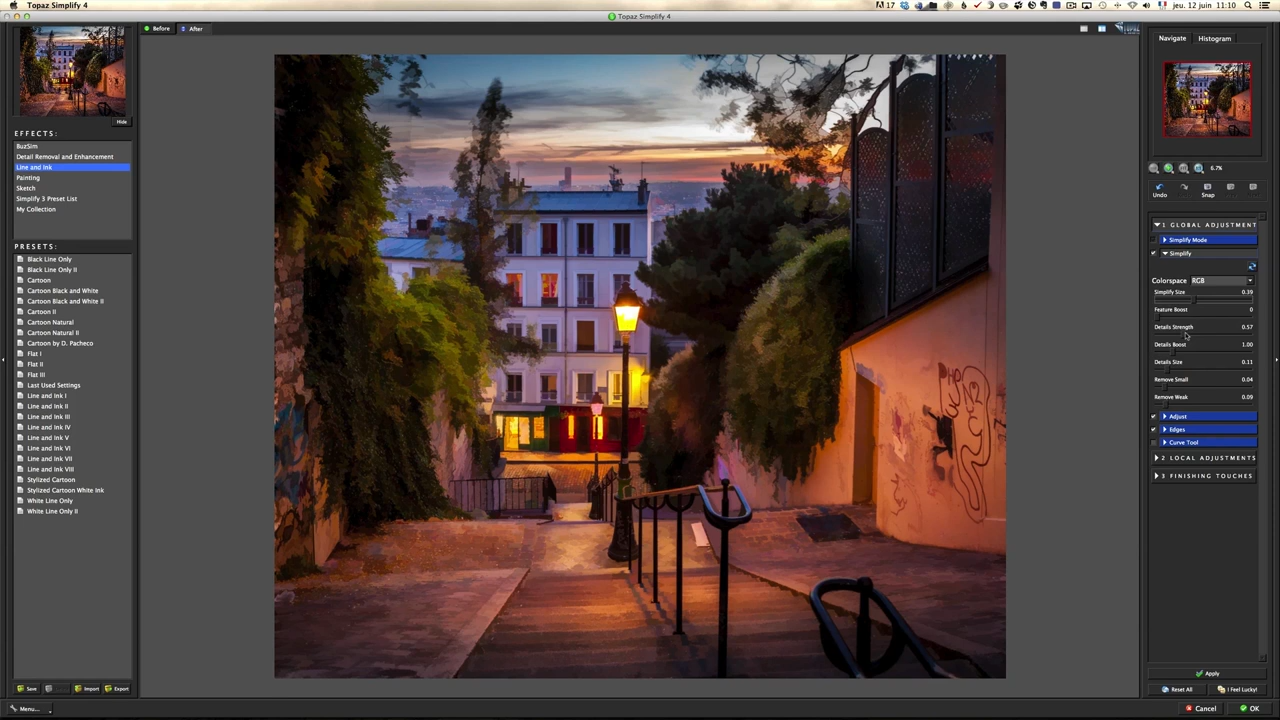 Topaz Simplify 4
17
jeu. 12 juin 11:10
Topaz Simplify 4
Before
After
Hide
EFFECTS:
BuzSim
Detail Removal and Enhancement
Line and Ink
Painting
Sketch
Simplify 3 Preset List
My Collection
PRESETS:
Black Line Only
Black Line Only II
Cartoon
Cartoon Black and White
Cartoon Black and White II
Cartoon II
Cartoon Natural
Cartoon Natural II
Cartoon by D. Pacheco
Flat I
Flat II
Flat III
Last Used Settings
Line and Ink I
Line and Ink II
Line and Ink III
Line and Ink IV
Line and Ink V
Line and Ink VI
Line and Ink VII
Line and Ink VIII
Stylized Cartoon
Stylized Cartoon White Ink
White Line Only
White Line Only II
Save
Import
Export
Menu...
Navigate
Histogram
6.7%
Undo
Snap
1 GLOBAL ADJUSTMENT
Simplify Mode
Simplify
Colorspace RGB
Simplify Size 0.39
Feature Boost 0
Details Strength 0.57
Details Boost 1.00
Details Size 0.11
Remove Small 0.04
Remove Weak 0.09
Adjust
Edges
Curve Tool
2 LOCAL ADJUSTMENTS
3 FINISHING TOUCHES
Apply
Reset All
I Feel Lucky!
Cancel
OK